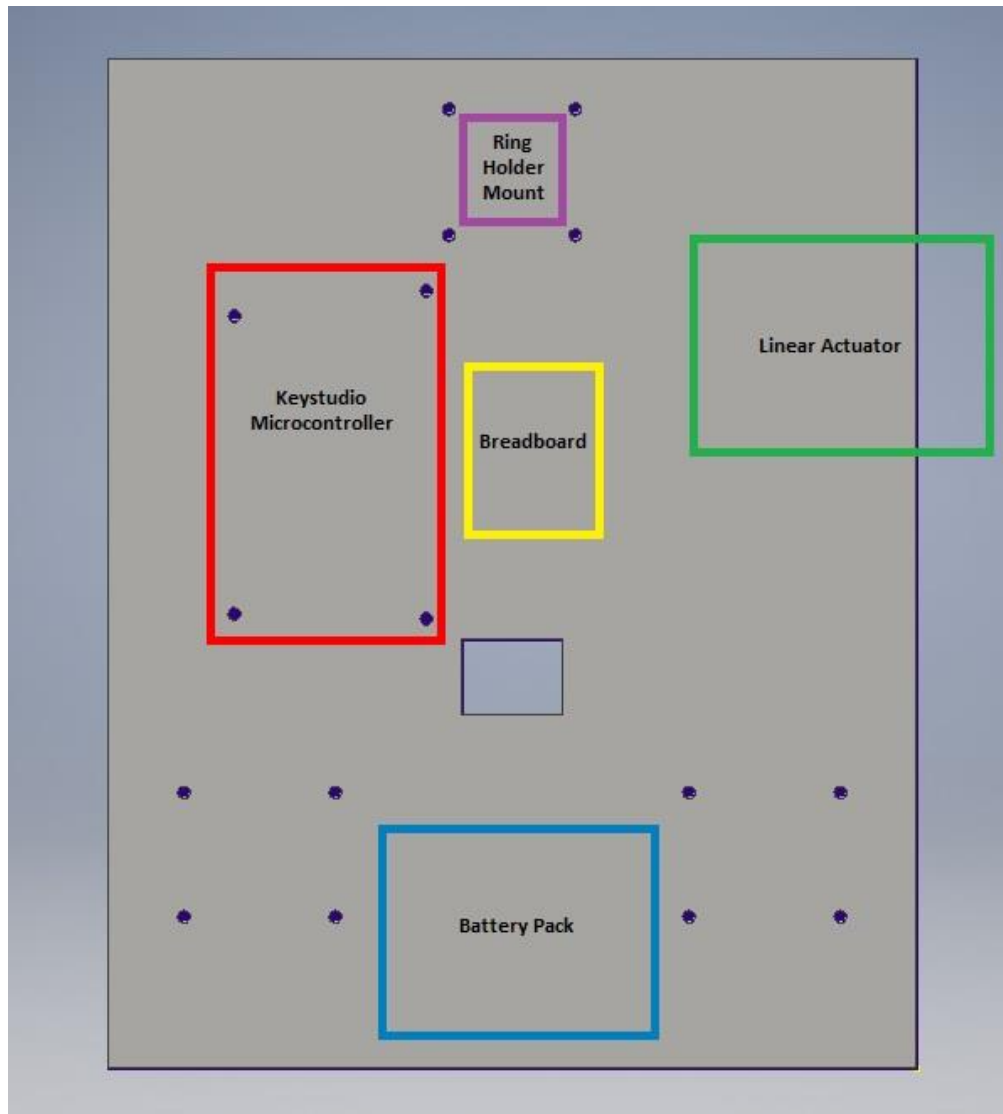 Ring
Holder
Mount
Linear Actuator
Keystudio
Microcontroller
Breadboard
Battery Pack